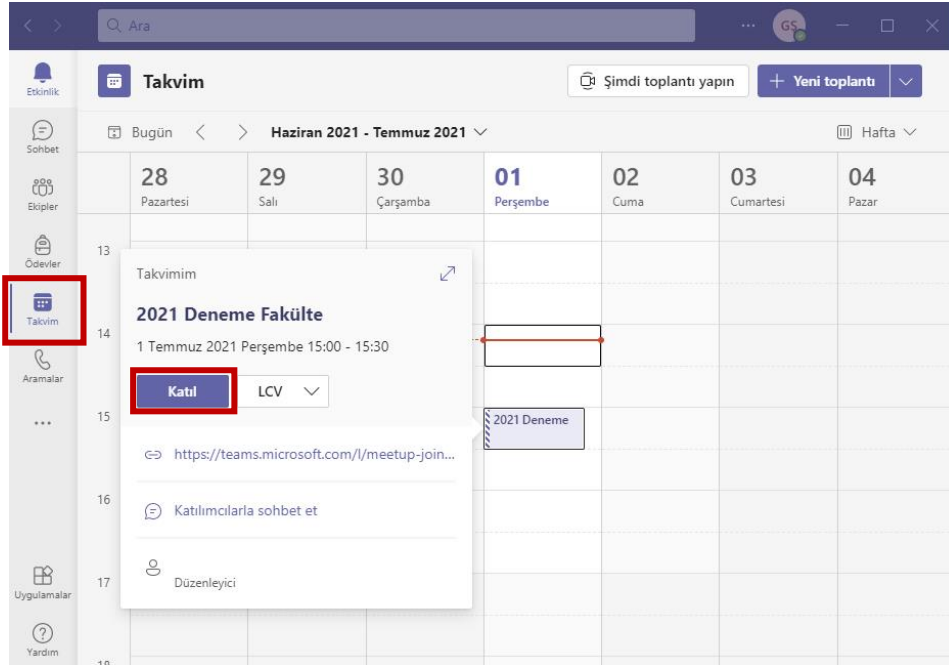 Ara
GS
Etkinlik
Sohbet
Ekipler
Ödevler
Takvim
Aramalar
Uygulamalar
Yardım
Takvim
Şimdi toplantı yapın
Yeni toplantı
Bugün
Haziran 2021 - Temmuz 2021
Hafta
28 29 30 01 02 03 04
Pazartesi Salı Çarşamba Perşembe Cuma Cumartesi Pazar
13
14
15
16
17
18
Takvimim
2021 Deneme Fakülte
1 Temmuz 2021 Perşembe 15:00 - 15:30
Katıl LCV
https://teams.microsoft.com/l/meetup-join...
Katılımcılarla sohbet et
Düzenleyici
2021 Deneme